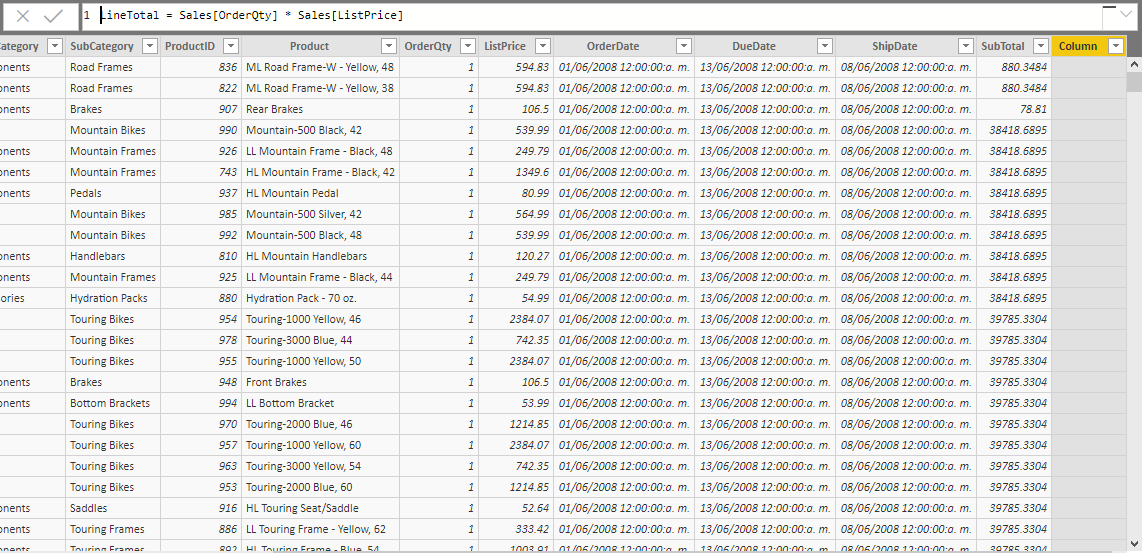 1 LineTotal = Sales[OrderQty] * Sales[ListPrice]
ategory SubCategory ProductID Product OrderQty ListPrice OrderDate DueDate ShipDate SubTotal Column
onents Road Frames 836 ML Road Frame-W - Yellow, 48 1 594.83 01/06/2008 12:00:00:a. m. 13/06/2008 12:00:00:a. m. 08/06/2008 12:00:00:a. m. 880.3484
onents Road Frames 822 ML Road Frame-W - Yellow, 38 1 594.83 01/06/2008 12:00:00:a. m. 13/06/2008 12:00:00:a. m. 08/06/2008 12:00:00:a. m. 880.3484
onents Brakes 907 Rear Brakes 1 106.5 01/06/2008 12:00:00:a. m. 13/06/2008 12:00:00:a. m. 08/06/2008 12:00:00:a. m. 78.81
Mountain Bikes 990 Mountain-500 Black, 42 1 539.99 01/06/2008 12:00:00:a. m. 13/06/2008 12:00:00:a. m. 08/06/2008 12:00:00:a. m. 38418.6895
onents Mountain Frames 926 LL Mountain Frame - Black, 48 1 249.79 01/06/2008 12:00:00:a. m. 13/06/2008 12:00:00:a. m. 08/06/2008 12:00:00:a. m. 38418.6895
onents Mountain Frames 743 HL Mountain Frame - Black, 42 1 1349.6 01/06/2008 12:00:00:a. m. 13/06/2008 12:00:00:a. m. 08/06/2008 12:00:00:a. m. 38418.6895
onents Pedals 937 HL Mountain Pedal 1 80.99 01/06/2008 12:00:00:a. m. 13/06/2008 12:00:00:a. m. 08/06/2008 12:00:00:a. m. 38418.6895
Mountain Bikes 985 Mountain-500 Silver, 42 1 564.99 01/06/2008 12:00:00:a. m. 13/06/2008 12:00:00:a. m. 08/06/2008 12:00:00:a. m. 38418.6895
Mountain Bikes 992 Mountain-500 Black, 48 1 539.99 01/06/2008 12:00:00:a. m. 13/06/2008 12:00:00:a. m. 08/06/2008 12:00:00:a. m. 38418.6895
onents Handlebars 810 HL Mountain Handlebars 1 120.27 01/06/2008 12:00:00:a. m. 13/06/2008 12:00:00:a. m. 08/06/2008 12:00:00:a. m. 38418.6895
onents Mountain Frames 925 LL Mountain Frame - Black, 44 1 249.79 01/06/2008 12:00:00:a. m. 13/06/2008 12:00:00:a. m. 08/06/2008 12:00:00:a. m. 38418.6895
ories Hydration Packs 880 Hydration Pack - 70 oz. 1 54.99 01/06/2008 12:00:00:a. m. 13/06/2008 12:00:00:a. m. 08/06/2008 12:00:00:a. m. 38418.6895
Touring Bikes 954 Touring-1000 Yellow, 46 1 2384.07 01/06/2008 12:00:00:a. m. 13/06/2008 12:00:00:a. m. 08/06/2008 12:00:00:a. m. 39785.3304
Touring Bikes 978 Touring-3000 Blue, 44 1 742.35 01/06/2008 12:00:00:a. m. 13/06/2008 12:00:00:a. m. 08/06/2008 12:00:00:a. m. 39785.3304
Touring Bikes 955 Touring-1000 Yellow, 50 1 2384.07 01/06/2008 12:00:00:a. m. 13/06/2008 12:00:00:a. m. 08/06/2008 12:00:00:a. m. 39785.3304
onents Brakes 948 Front Brakes 1 106.5 01/06/2008 12:00:00:a. m. 13/06/2008 12:00:00:a. m. 08/06/2008 12:00:00:a. m. 39785.3304
onents Bottom Brackets 994 LL Bottom Bracket 1 53.99 01/06/2008 12:00:00:a. m. 13/06/2008 12:00:00:a. m. 08/06/2008 12:00:00:a. m. 39785.3304
Touring Bikes 970 Touring-2000 Blue, 46 1 1214.85 01/06/2008 12:00:00:a. m. 13/06/2008 12:00:00:a. m. 08/06/2008 12:00:00:a. m. 39785.3304
Touring Bikes 957 Touring-1000 Yellow, 60 1 2384.07 01/06/2008 12:00:00:a. m. 13/06/2008 12:00:00:a. m. 08/06/2008 12:00:00:a. m. 39785.3304
Touring Bikes 963 Touring-3000 Yellow, 54 1 742.35 01/06/2008 12:00:00:a. m. 13/06/2008 12:00:00:a. m. 08/06/2008 12:00:00:a. m. 39785.3304
Touring Bikes 953 Touring-2000 Blue, 60 1 1214.85 01/06/2008 12:00:00:a. m. 13/06/2008 12:00:00:a. m. 08/06/2008 12:00:00:a. m. 39785.3304
onents Saddles 916 HL Touring Seat/Saddle 1 52.64 01/06/2008 12:00:00:a. m. 13/06/2008 12:00:00:a. m. 08/06/2008 12:00:00:a. m. 39785.3304
onents Touring Frames 886 LL Touring Frame - Yellow, 62 1 333.42 01/06/2008 12:00:00:a. m. 13/06/2008 12:00:00:a. m. 08/06/2008 12:00:00:a. m. 39785.3304
onents Touring Frames 892 HL Touring Frame - Blue, 54 1 1003.91 01/06/2008 12:00:00:a. m. 13/06/2008 12:00:00:a. m. 08/06/2008 12:00:00:a. m. 39785.3304